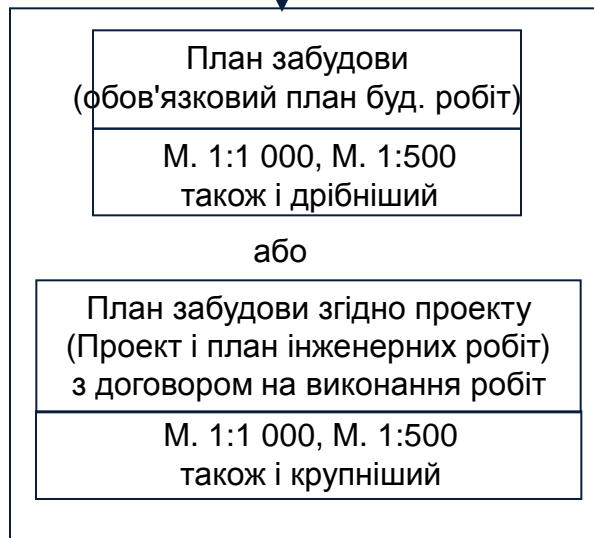 План забудови
(обов'язковий план буд. робіт)
М. 1:1 000, М. 1:500
також і дрібніший
або
План забудови згідно проекту
(Проект і план інженерних робіт)
з договором на виконання робіт
М. 1:1 000, М. 1:500
також і крупніший